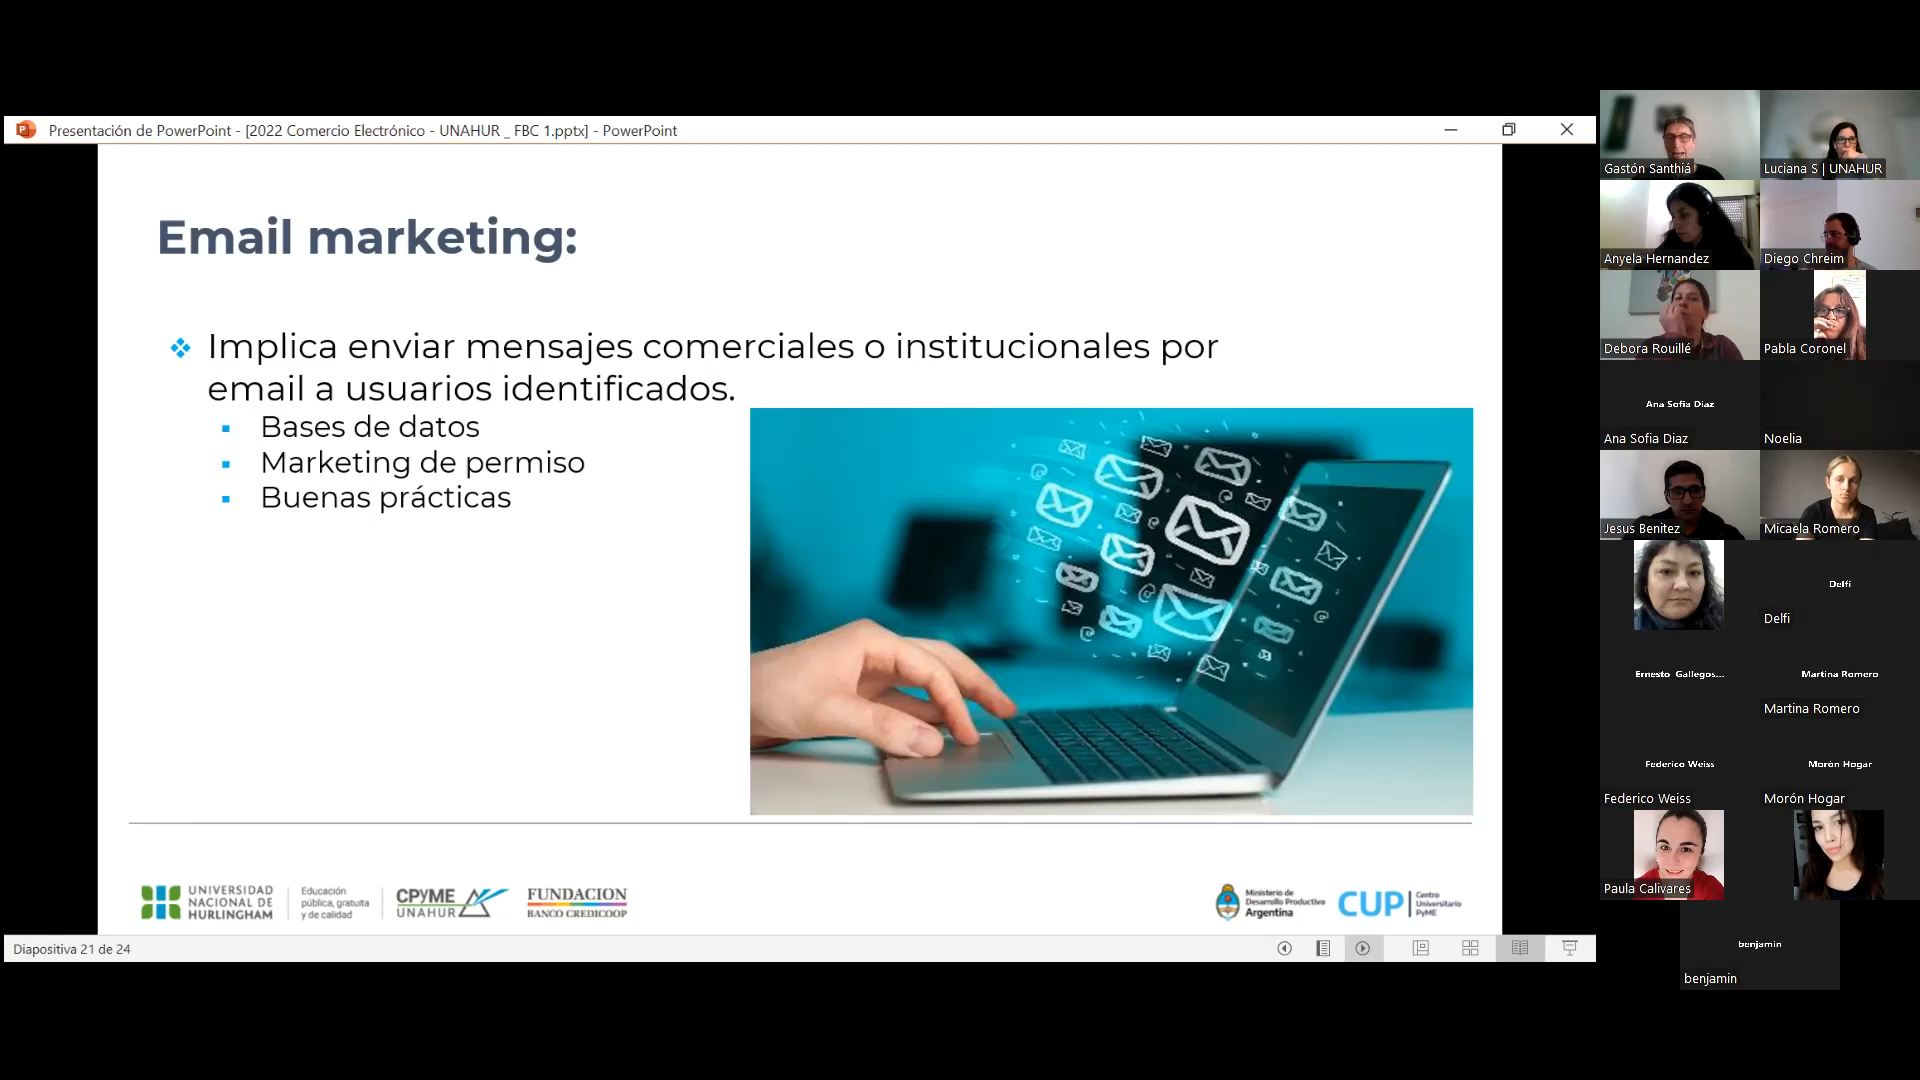 Presentación de PowerPoint - [2022 Comercio Electrónico - UNAHUR _ FBC 1.pptx] - PowerPoint
Email marketing:
Implica enviar mensajes comerciales o institucionales por
email a usuarios identificados.
Bases de datos
Marketing de permiso
Buenas prácticas
UNIVERSIDAD
NACIONAL DE
HURLINGHAM
Educación
pública, gratuita
y de calidad
CPYME
UNAHUR
FUNDACION
BANCO CREDICOOP
Ministerio de
Desarrollo Productivo
Argentina
CUP
Centro
Universitario
PyME
Diapositiva 21 de 24
Gastón Santhiá
Luciana S | UNAHUR
Anyela Hernandez
Diego Chreim
Debora Rouillé
Pabla Coronel
Ana Sofia Diaz
Ana Sofia Diaz
Noelia
Jesus Benitez
Micaela Romero
Delfi
Delfi
Ernesto Gallegos...
Martina Romero
Martina Romero
Federico Weiss
Federico Weiss
Morón Hogar
Morón Hogar
Paula Calivares
benjamin
benjamin